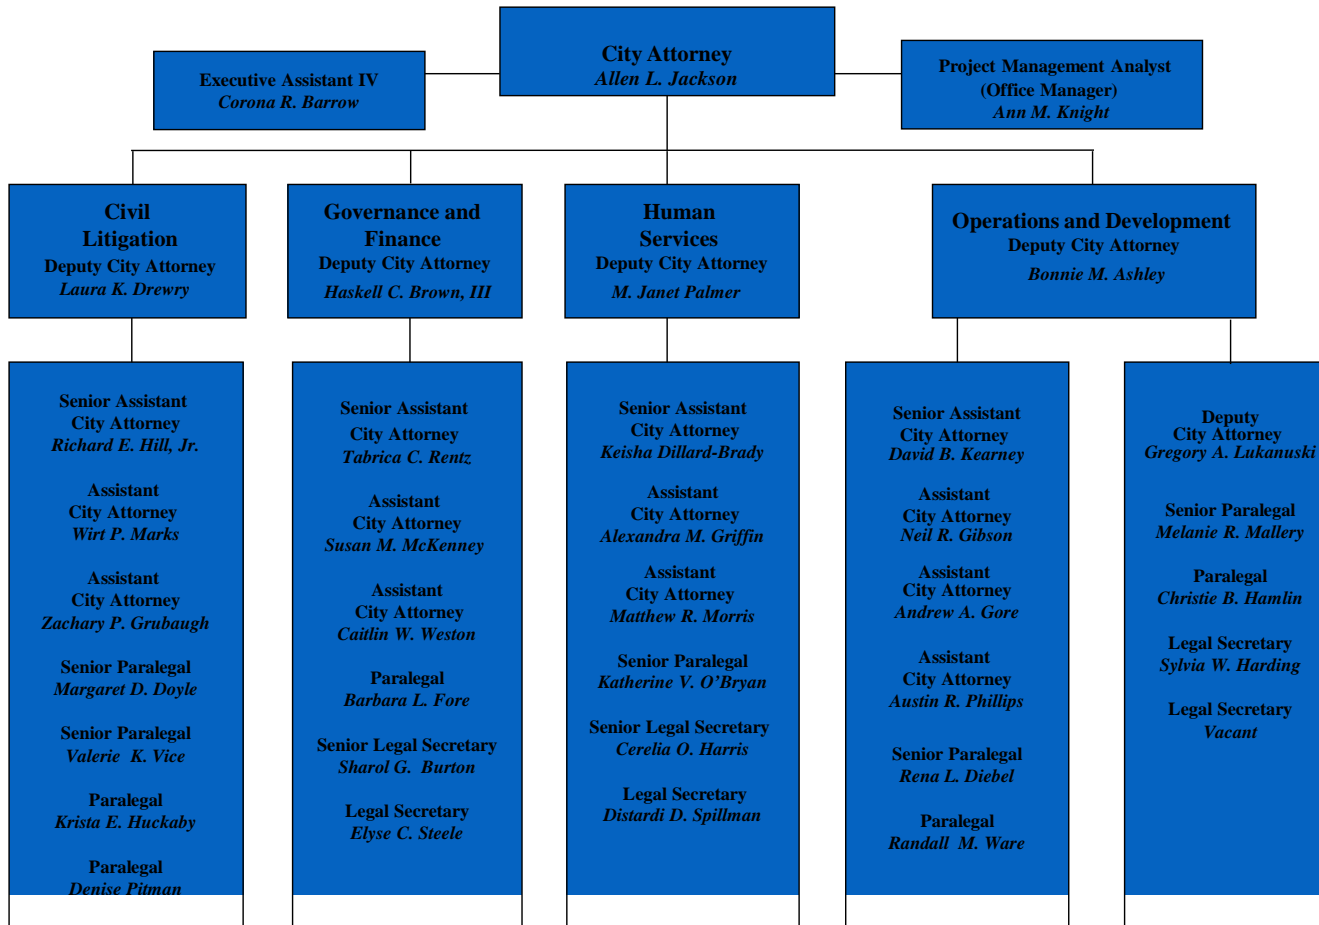 City Attorney
Allen L. Jackson
Executive Assistant IV
Corona R. Barrow
Project Management Analyst
(Office Manager)
Ann M. Knight
Civil
Litigation
Deputy City Attorney
Laura K. Drewry
Governance and
Finance
Deputy City Attorney
Haskell C. Brown, III
Human
Services
Deputy City Attorney
M. Janet Palmer
Operations and Development
Deputy City Attorney
Bonnie M. Ashley
Senior Assistant
City Attorney
Richard E. Hill, Jr.
Assistant
City Attorney
Wirt P. Marks
Assistant
City Attorney
Zachary P. Grubaugh
Senior Paralegal
Margaret D. Doyle
Senior Paralegal
Valerie K. Vice
Paralegal
Krista E. Huckaby
Paralegal
Denise Pitman
Senior Assistant
City Attorney
Tabrica C. Rentz
Assistant
City Attorney
Susan M. McKenney
Assistant
City Attorney
Caitlin W. Weston
Paralegal
Barbara L. Fore
Senior Legal Secretary
Sharol G. Burton
Legal Secretary
Elyse C. Steele
Senior Assistant
City Attorney
Keisha Dillard-Brady
Assistant
City Attorney
Alexandra M. Griffin
Assistant
City Attorney
Matthew R. Morris
Senior Paralegal
Katherine V. O’Bryan
Senior Legal Secretary
Cerelia O. Harris
Legal Secretary
Distardi D. Spillman
Senior Assistant
City Attorney
David B. Kearney
Assistant
City Attorney
Neil R. Gibson
Assistant
City Attorney
Andrew A. Gore
Assistant
City Attorney
Austin R. Phillips
Senior Paralegal
Rena L. Diebel
Paralegal
Randall M. Ware
Deputy
City Attorney
Gregory A. Lukanuski
Senior Paralegal
Melanie R. Mallery
Paralegal
Christie B. Hamlin
Legal Secretary
Sylvia W. Harding
Legal Secretary
Vacant